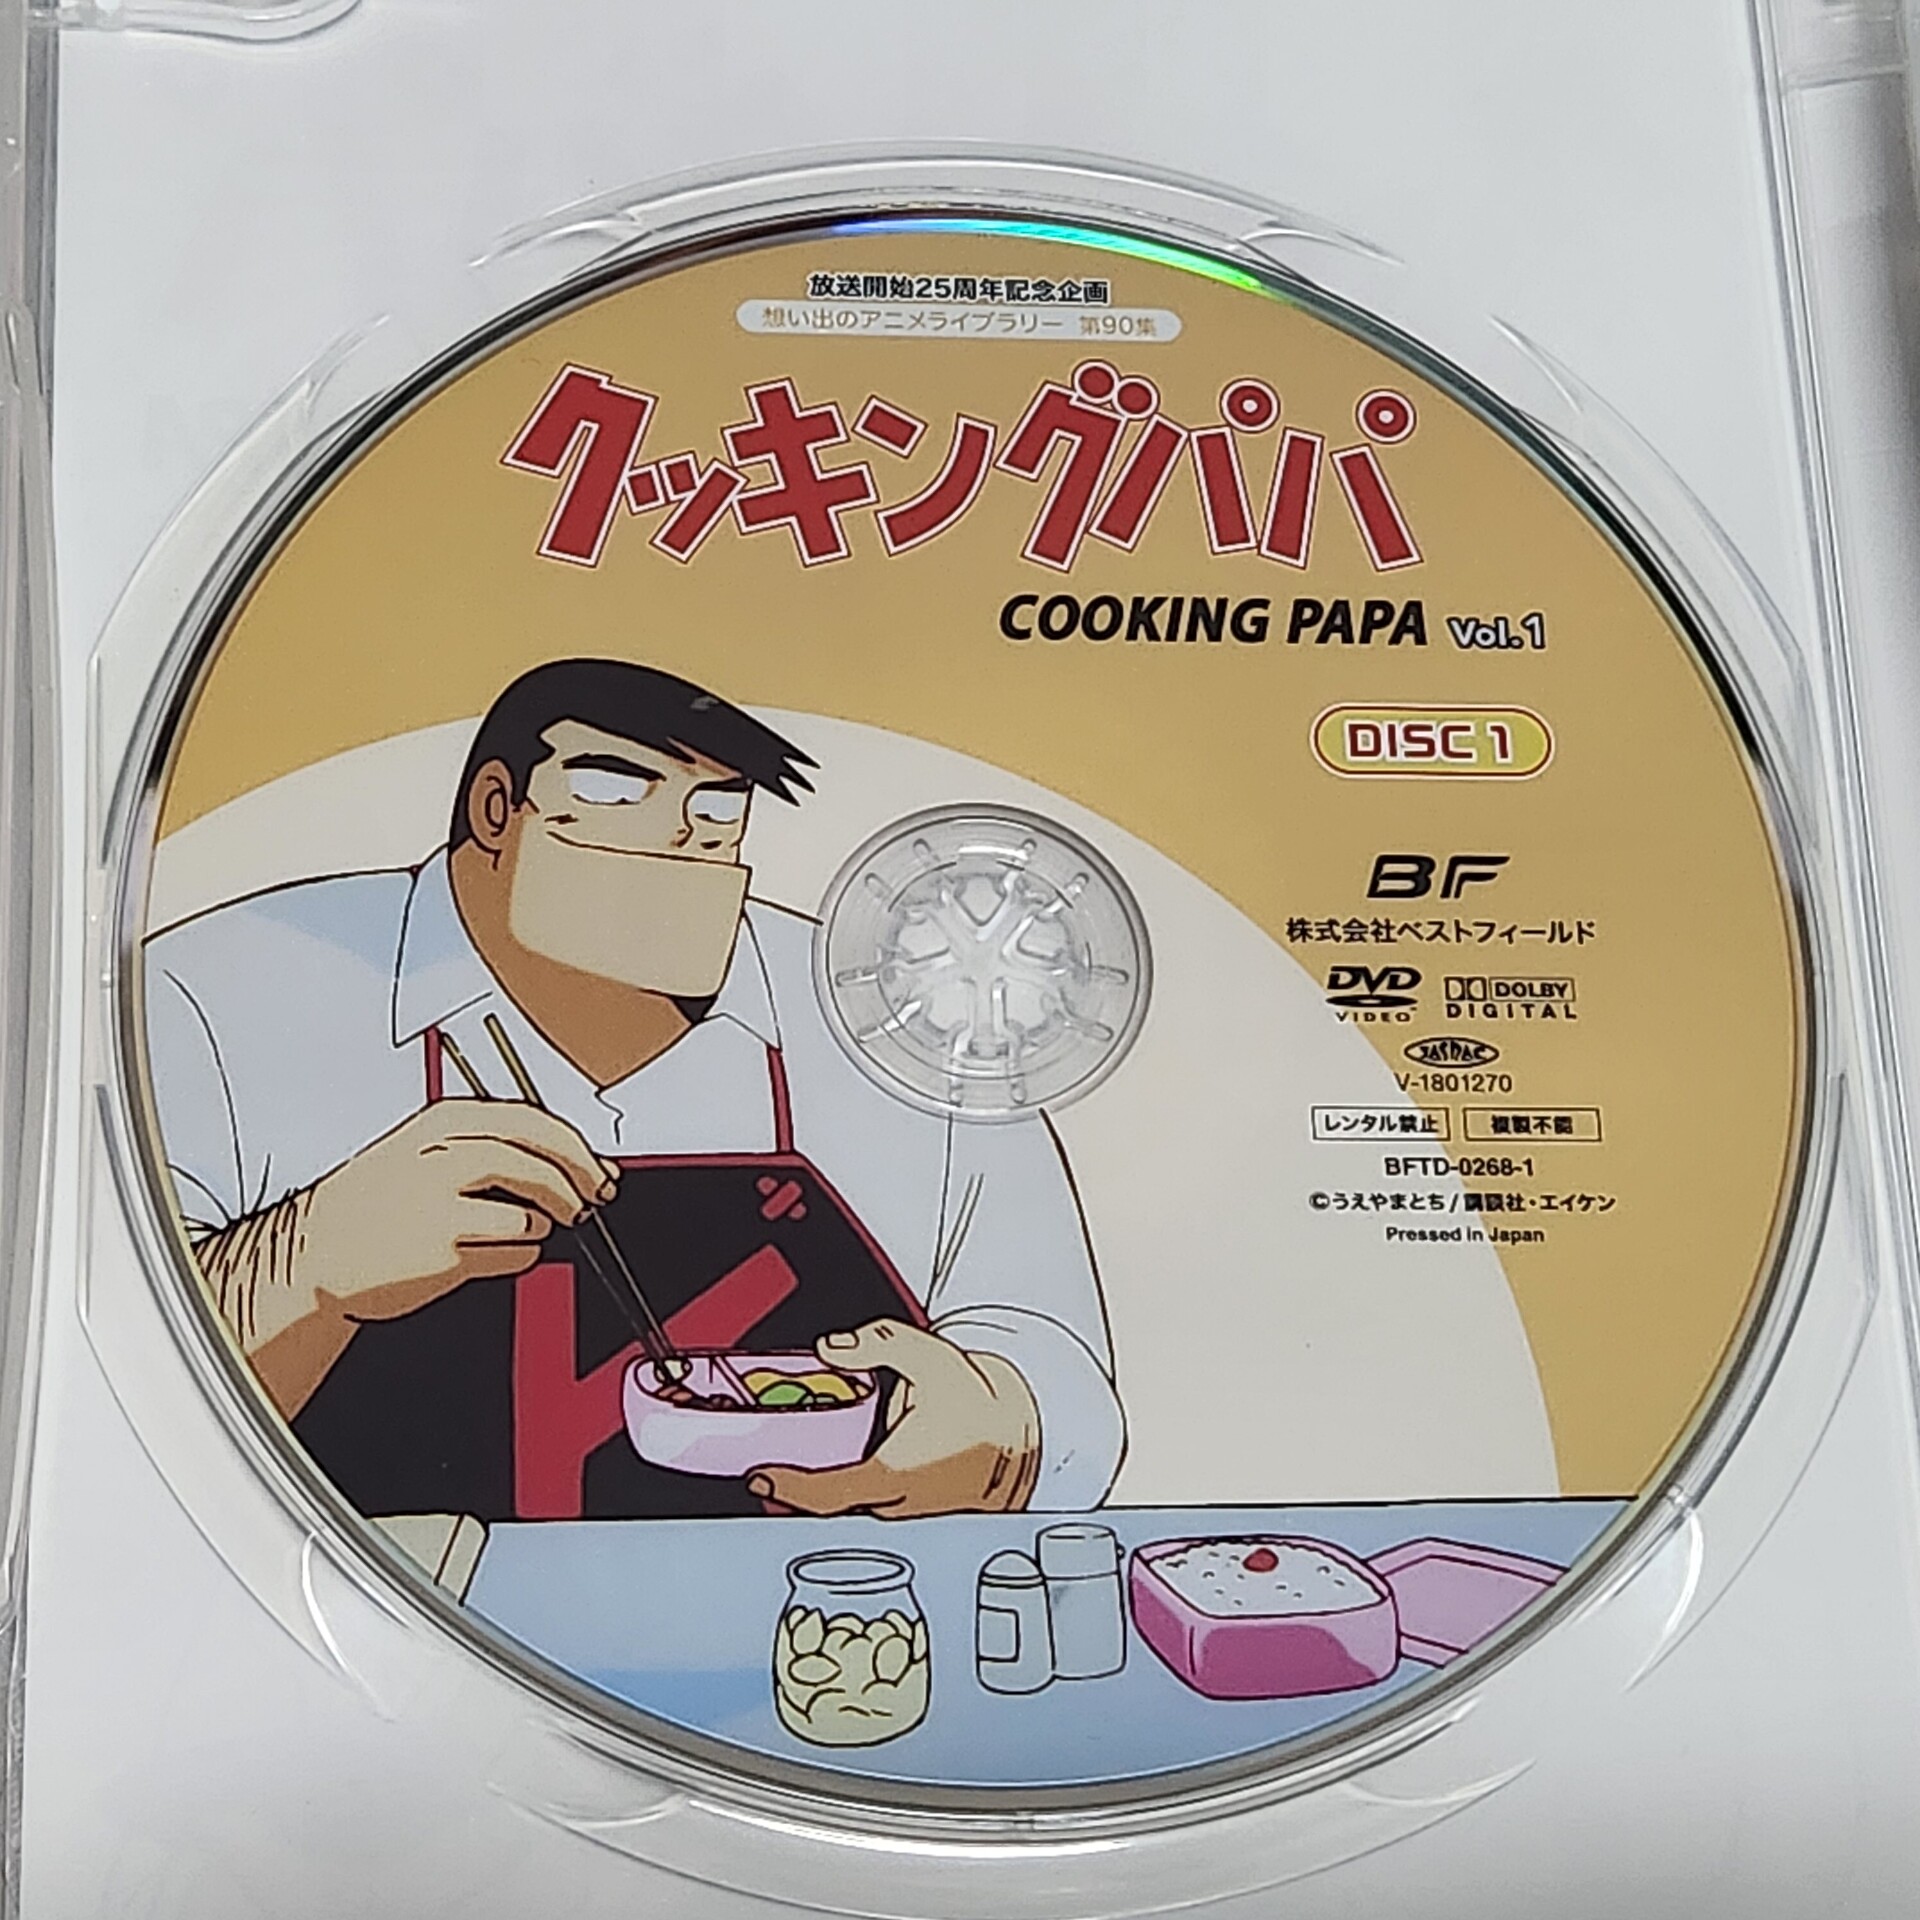 放送開始25周年記念企画
想い出のアニメライブラリー 第90集
クッキングパパ
COOKING PAPA Vol.1
DISC 1
BF
株式会社ベストフィールド
DVD VIDEO
DOLBY DIGITAL
JASRAC
V-1801270
レンタル禁止 複製不能
BFTD-0268-1
©うえやまとち/講談社・エイケン
Pressed in Japan